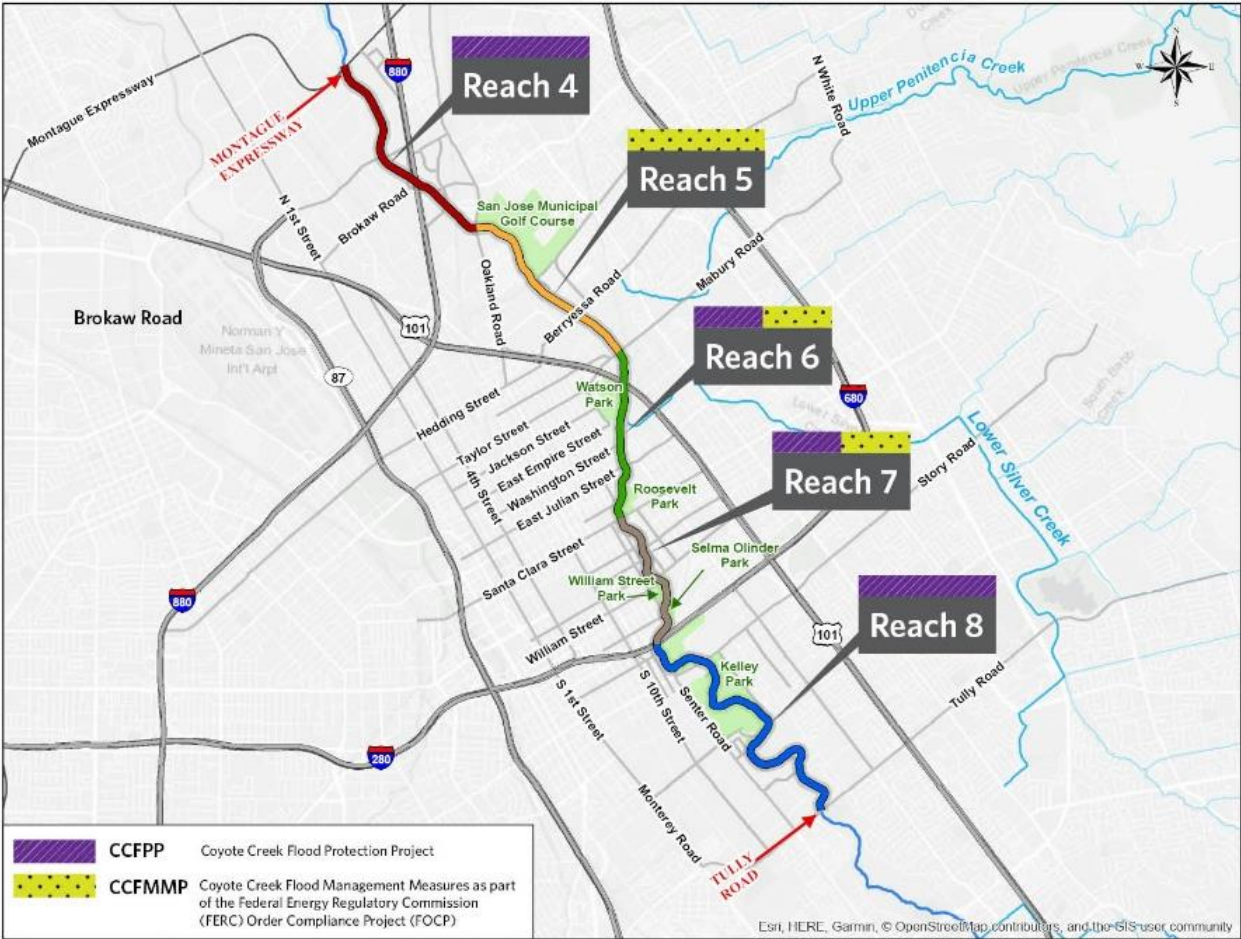 Upper Penitencia Creek
880
Reach 4
N White Road
Upper Penitencia Creek
Montague Expressway
MONTAGUE
EXPRESSWAY
Reach 5
N 1st Street
Brokaw Road
San Jose Municipal
Golf Course
Oakland Road
Berryessa Road
Mabury Road
Brokaw Road
Norman Y
Mineta San Jose
Int'l Arpt
101
87
Reach 6
Watson
Park
680
Hedding Street
Taylor Street
Jackson Street
East Empire Street
Washington Street
East Julian Street
4th Street
Lower Silver Creek
Story Road
Reach 7
Roosevelt
Park
Santa Clara Street
Selma Olinder
Park
William Street
Park
880
William Street
101
Reach 8
Kelley
Park
S 1st Street
S 10th Street
Senter Road
Tully Road
280
Monterey Road
TULLY
ROAD
CCFPP Coyote Creek Flood Protection Project
CCFMMP Coyote Creek Flood Management Measures as part
of the Federal Energy Regulatory Commission
(FERC) Order Compliance Project (FOCP)
Esri, HERE, Garmin, © OpenStreetMap contributors, and the GIS user community
N
W
E
S